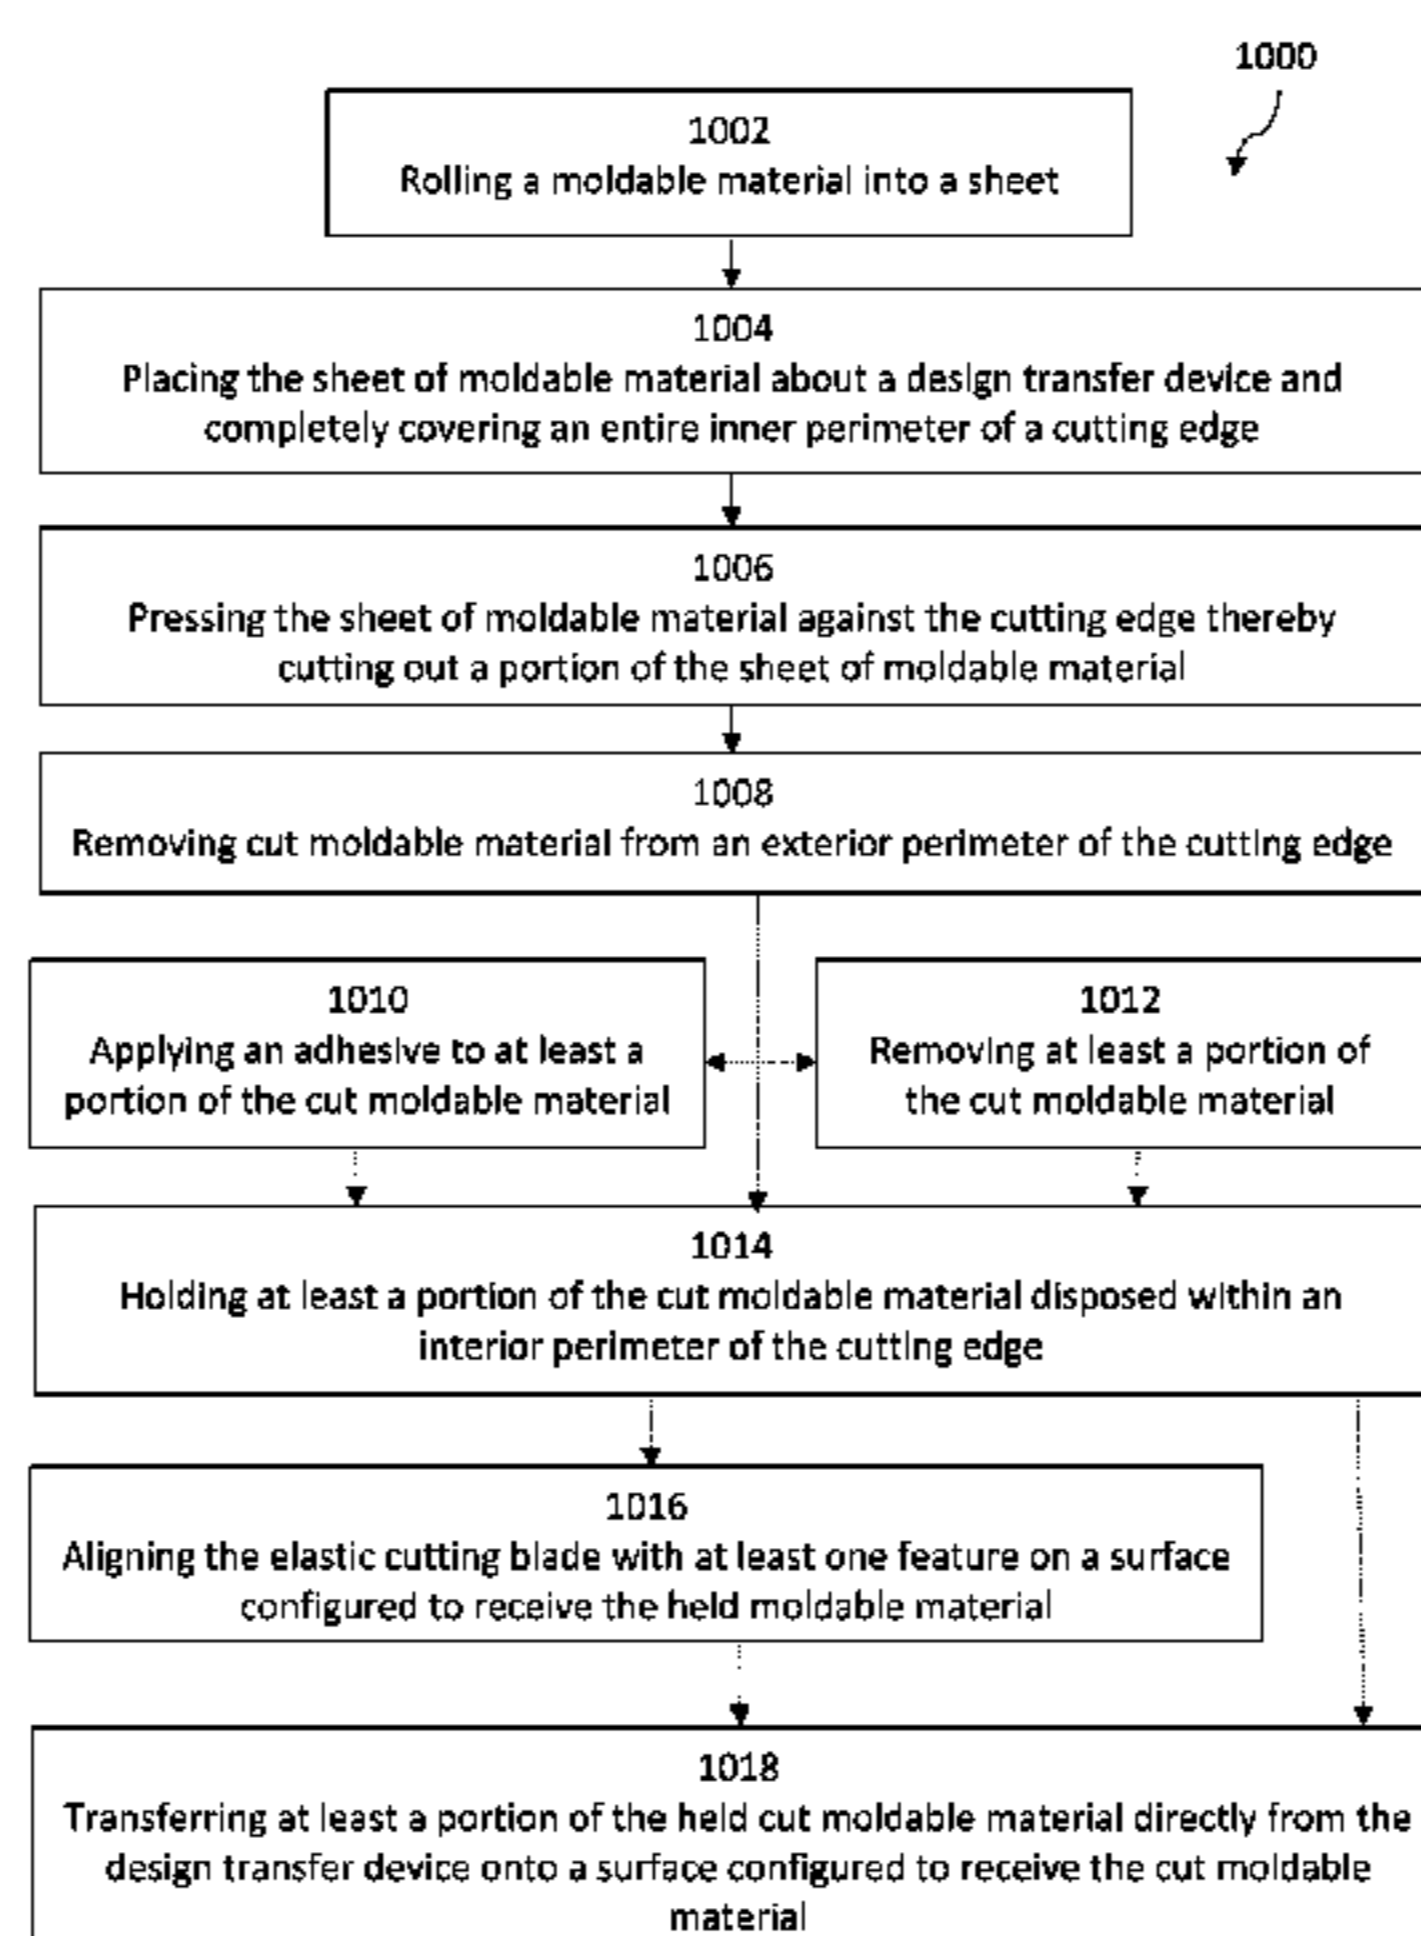 1000
1002
Rolling a moldable material into a sheet
1004
Placing the sheet of moldable material about a design transfer device and
completely covering an entire inner perimeter of a cutting edge
1006
Pressing the sheet of moldable material against the cutting edge thereby
cutting out a portion of the sheet of moldable material
1008
Removing cut moldable material from an exterior perimeter of the cutting edge
1010
Applying an adhesive to at least a
portion of the cut moldable material
1012
Removing at least a portion of
the cut moldable material
1014
Holding at least a portion of the cut moldable material disposed within an
interior perimeter of the cutting edge
1016
Aligning the elastic cutting blade with at least one feature on a surface
configured to receive the held moldable material
1018
Transferring at least a portion of the held cut moldable material directly from the
design transfer device onto a surface configured to receive the cut moldable
material